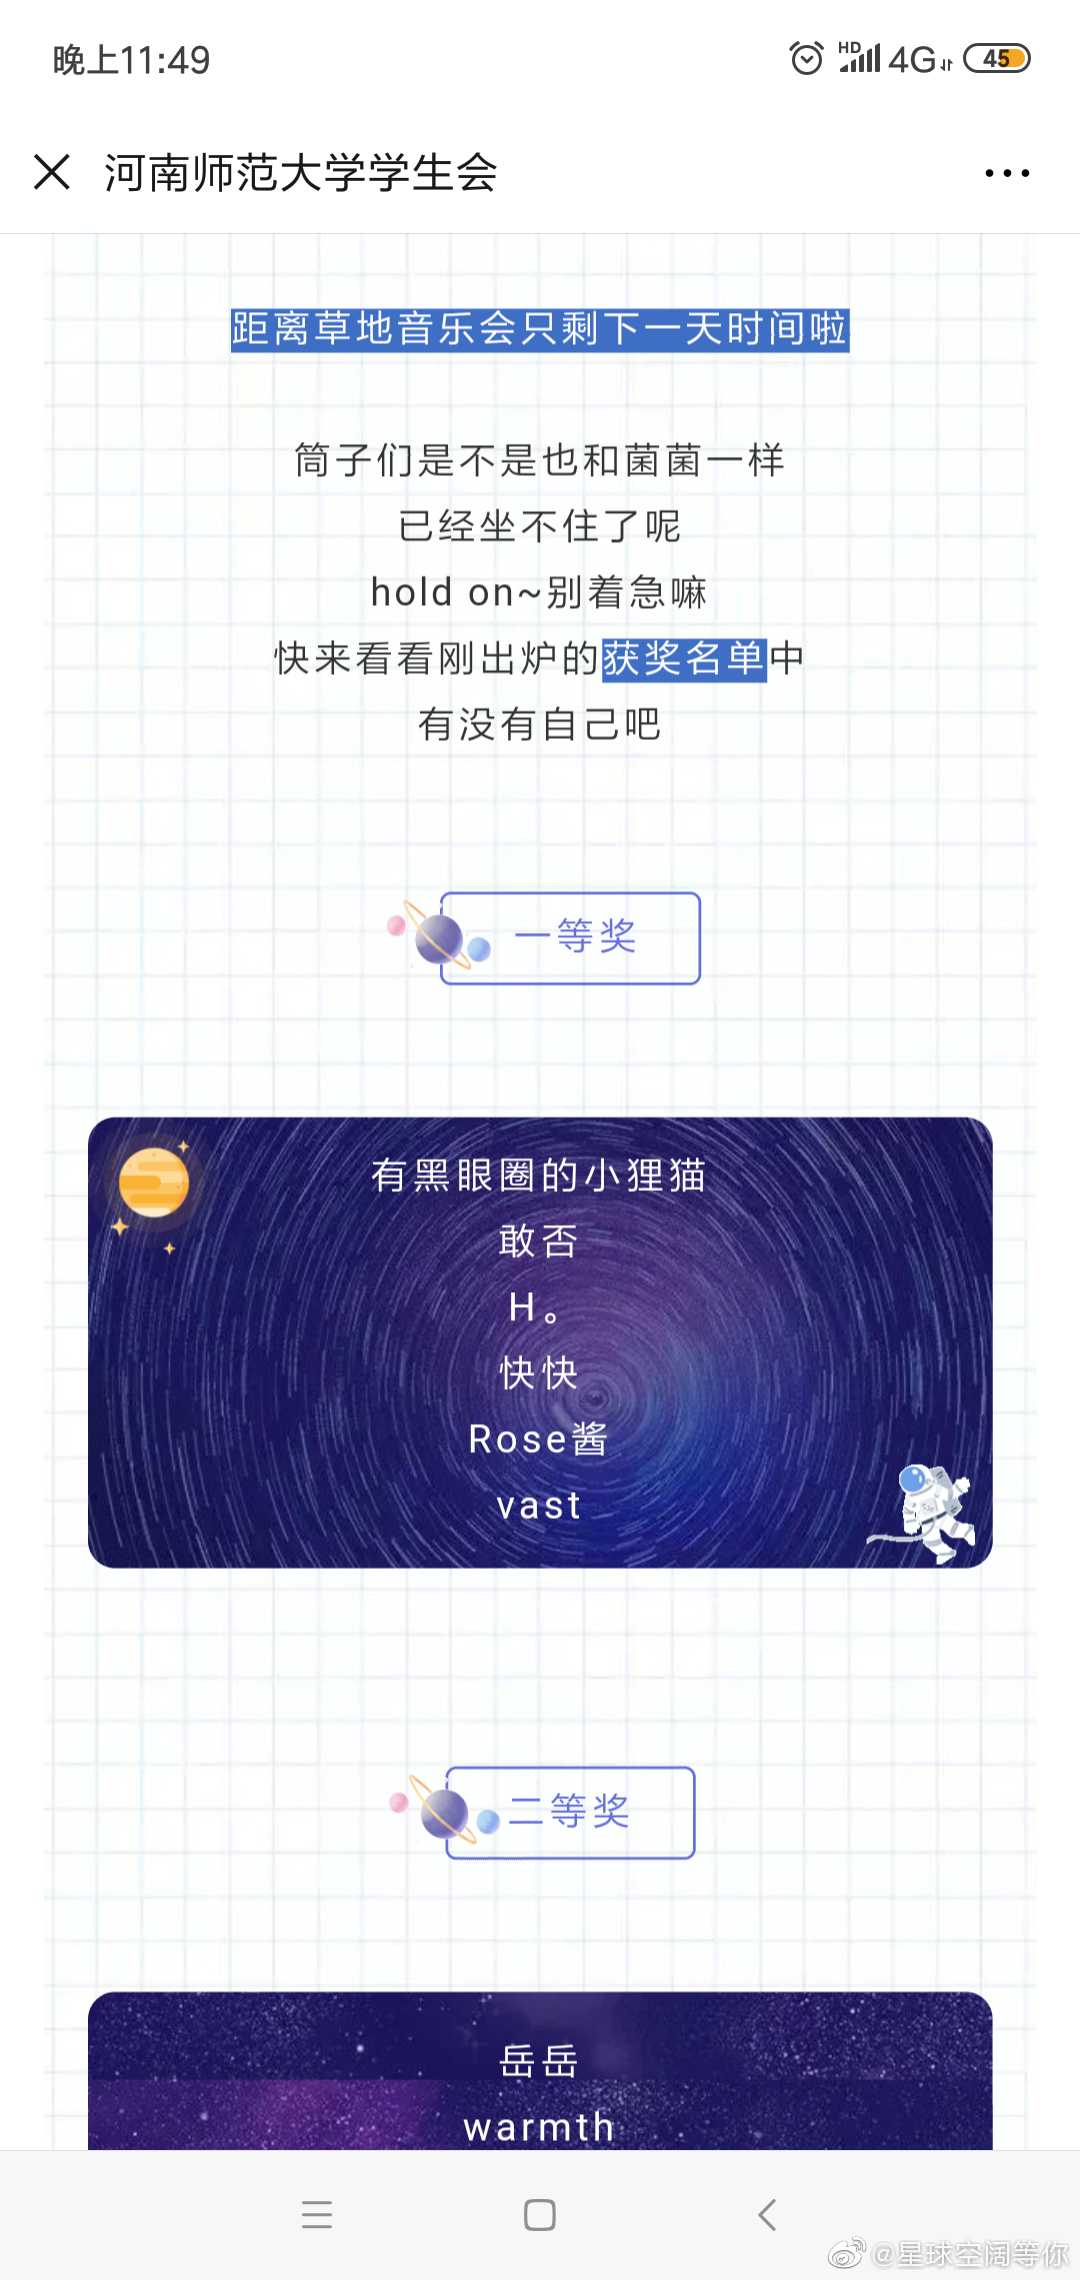 晚上11:49
HD 4G 45
河南师范大学学生会
距离草地音乐会只剩下一天时间啦
筒子们是不是也和菌菌一样
已经坐不住了呢
hold on~别着急嘛
快来看看刚出炉的获奖名单中
有没有自己吧
一等奖
有黑眼圈的小狸猫
敢否
H。
快快
Rose酱
vast
二等奖
岳岳
warmth
@星球空阔等你